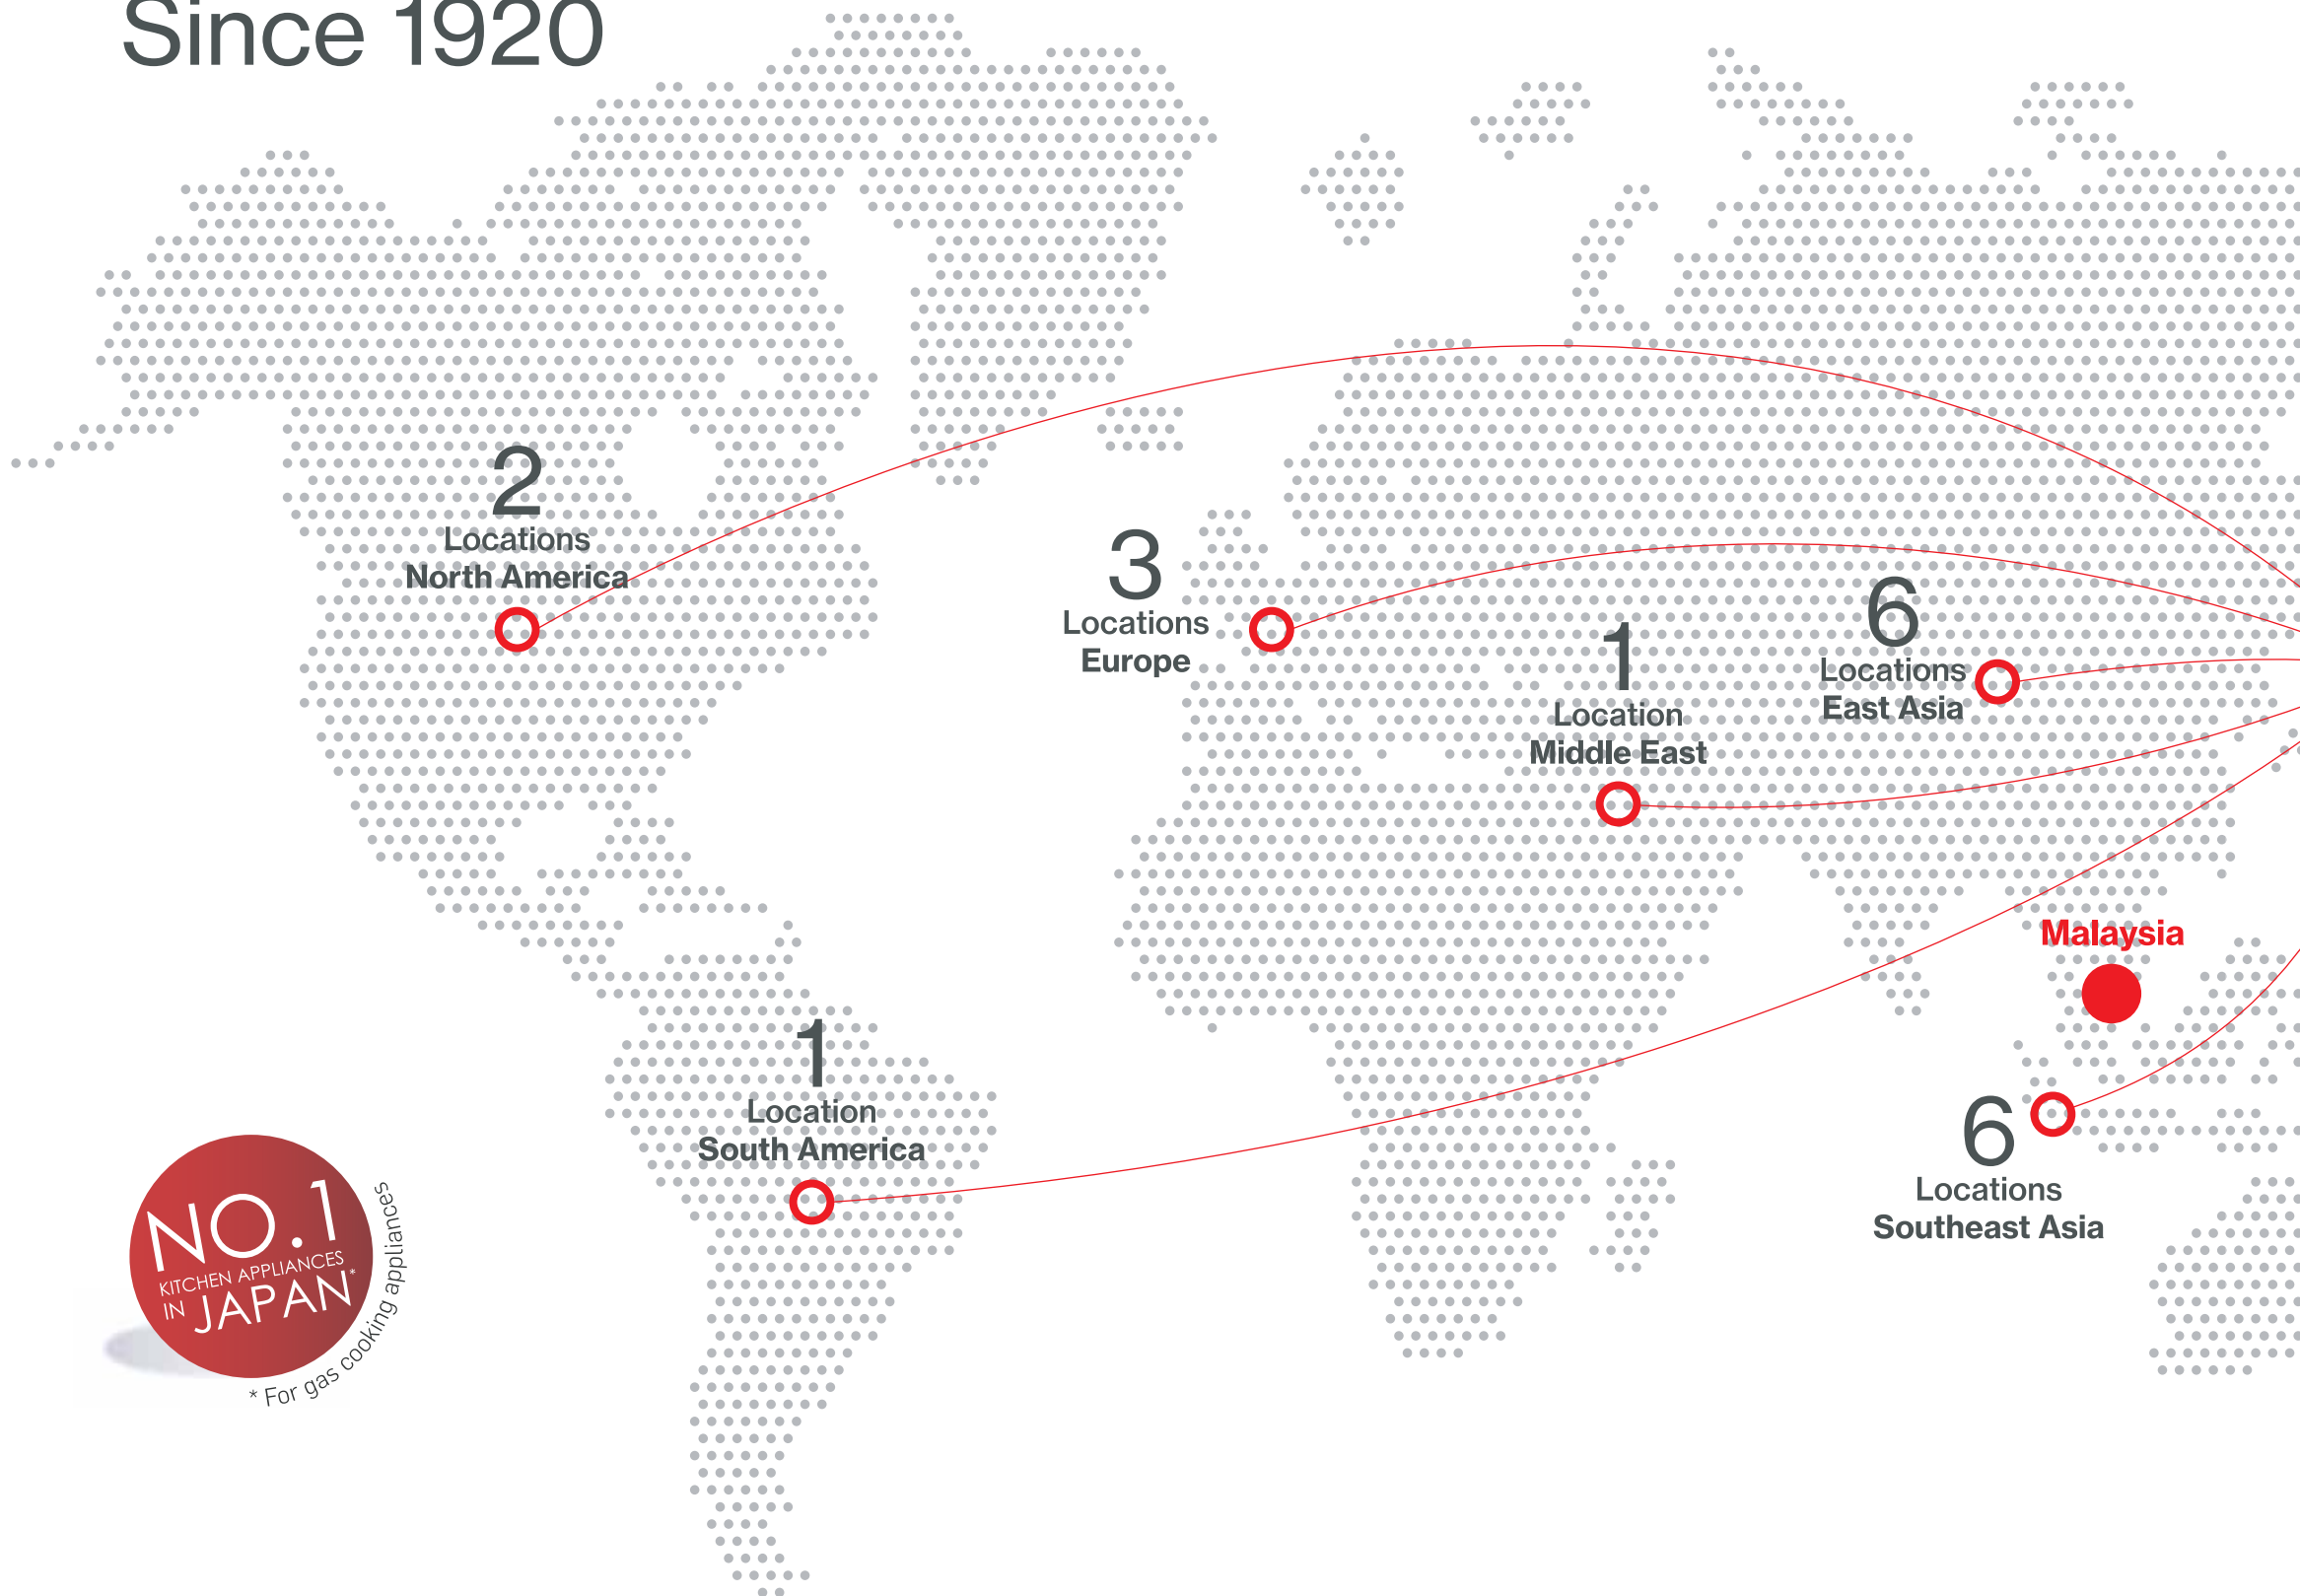 Since 1920
2
Locations
North America
3
Locations
Europe
6
Locations
East Asia
1
Location
Middle East
Malaysia
1
Location
South America
6
Locations
Southeast Asia
NO.1
KITCHEN APPLIANCES
IN JAPAN*
* For gas cooking appliances